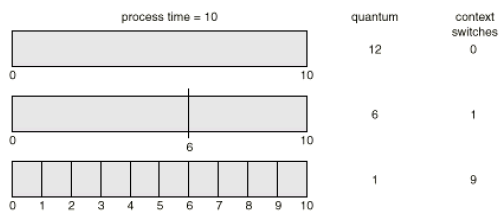 process time = 10 quantum context switches
0 10 12 0
0 6 10 6 1
0 1 2 3 4 5 6 7 8 9 10 1 9